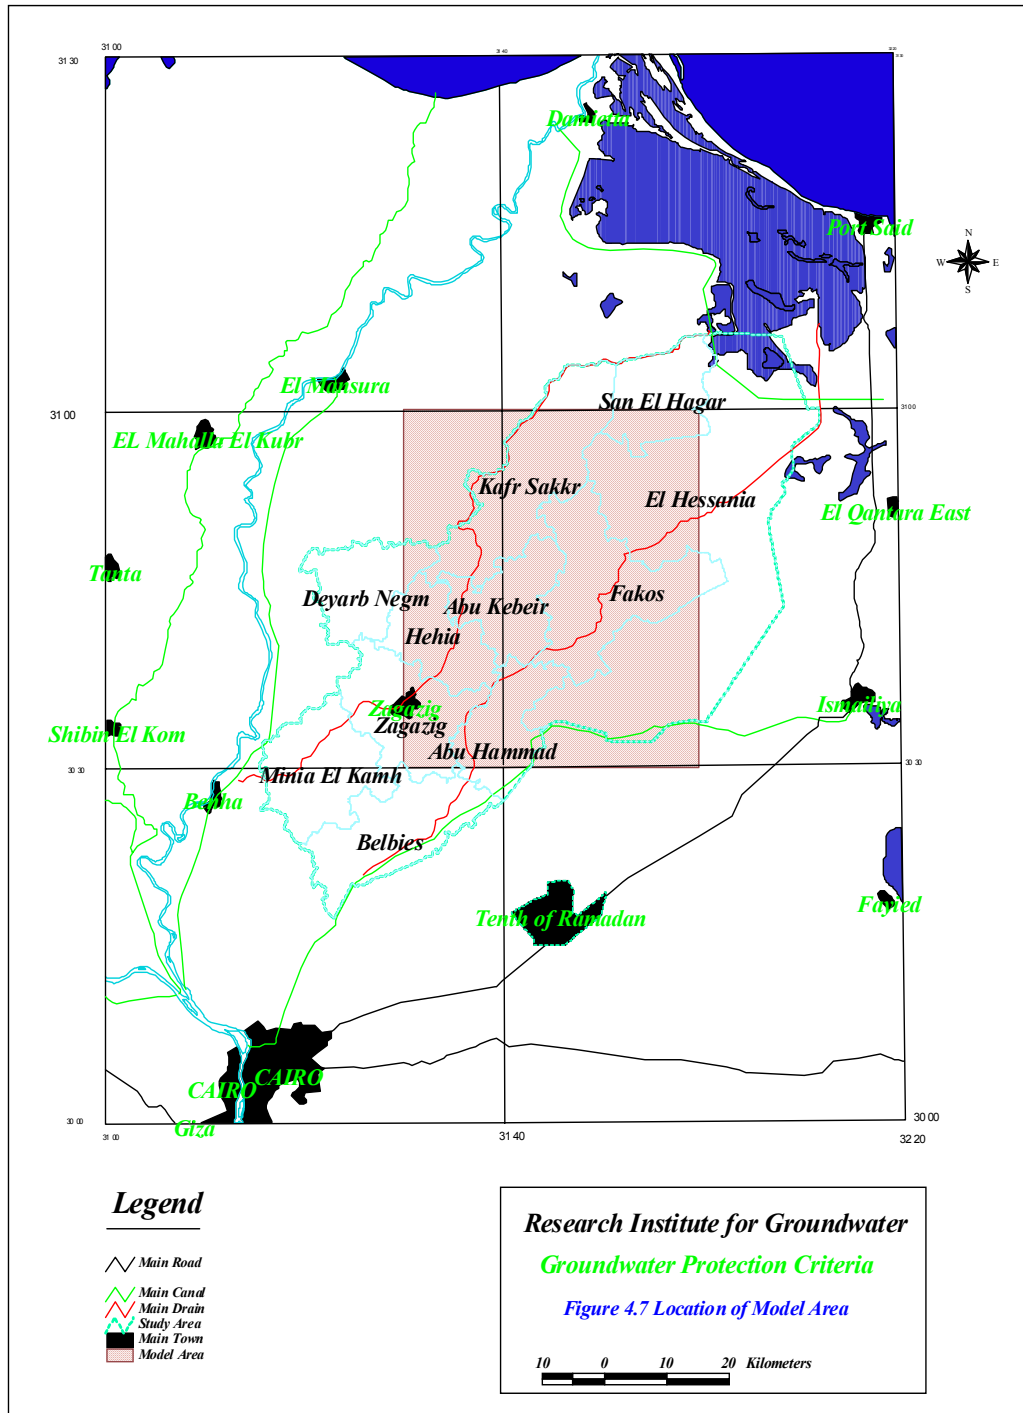 31 00
31 40
31 30
Damietta
Port Said
N
W
E
S
El Mansura
San El Hagar
31 00
31 00
EL Mahalla El Kubr
Kafr Sakkr
El Hessania
El Qantara East
Tanta
Deyarb Negm
Abu Kebeir
Fakos
Hehia
Zagazig
Ismailiya
Zagazig
Shibin El Kom
Abu Hammad
30 30
30 30
Minia El Kamh
Benha
Belbies
Tenth of Ramadan
Fayied
CAIRO
CAIRO
Giza
30 00
30 00
31 00
31 40
32 20
Legend
Main Road
Main Canal
Main Drain
Study Area
Main Town
Model Area
Research Institute for Groundwater
Groundwater Protection Criteria
Figure 4.7 Location of Model Area
10 0 10 20 Kilometers